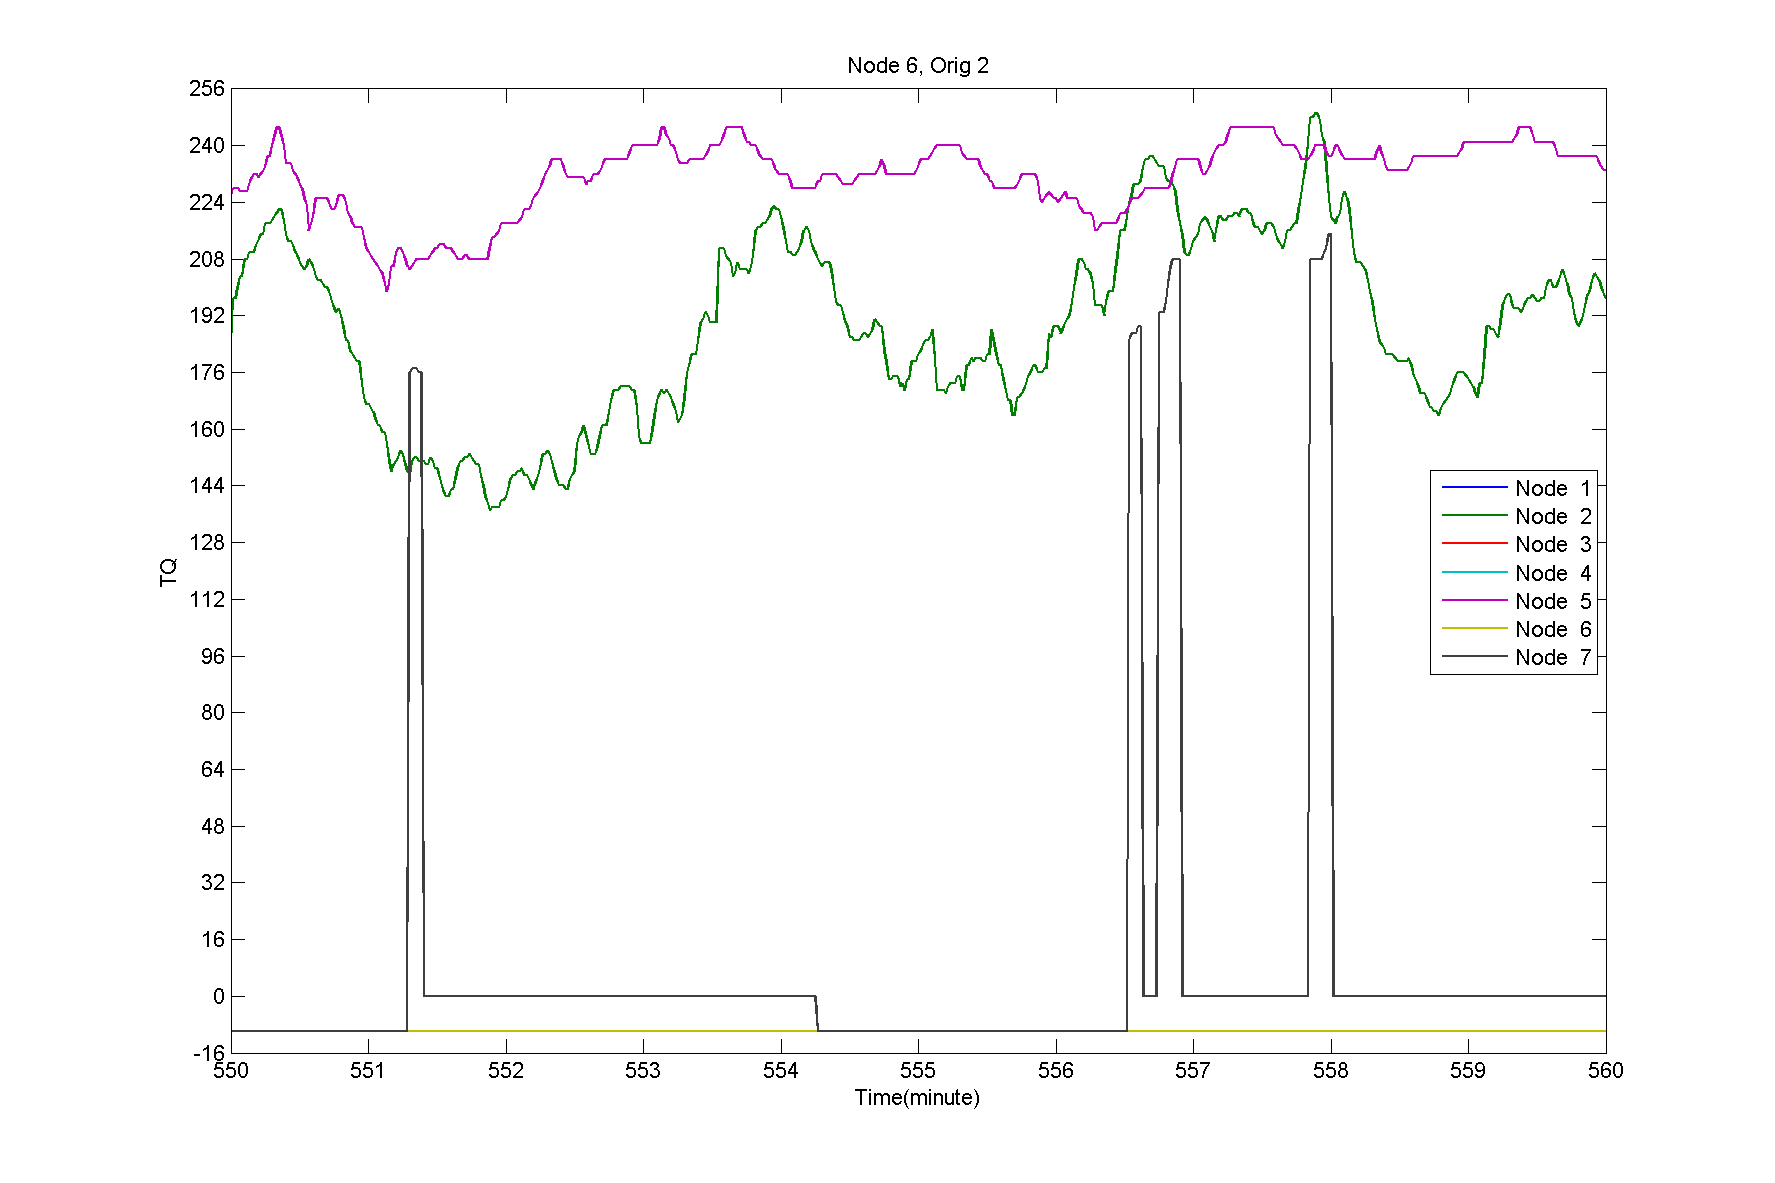 Node 6, Orig 2
256
240
224
208
192
176
160
144
128
112
96
80
64
48
32
16
0
-16
TQ
Node 1
Node 2
Node 3
Node 4
Node 5
Node 6
Node 7
550 551 552 553 554 555 556 557 558 559 560
Time(minute)